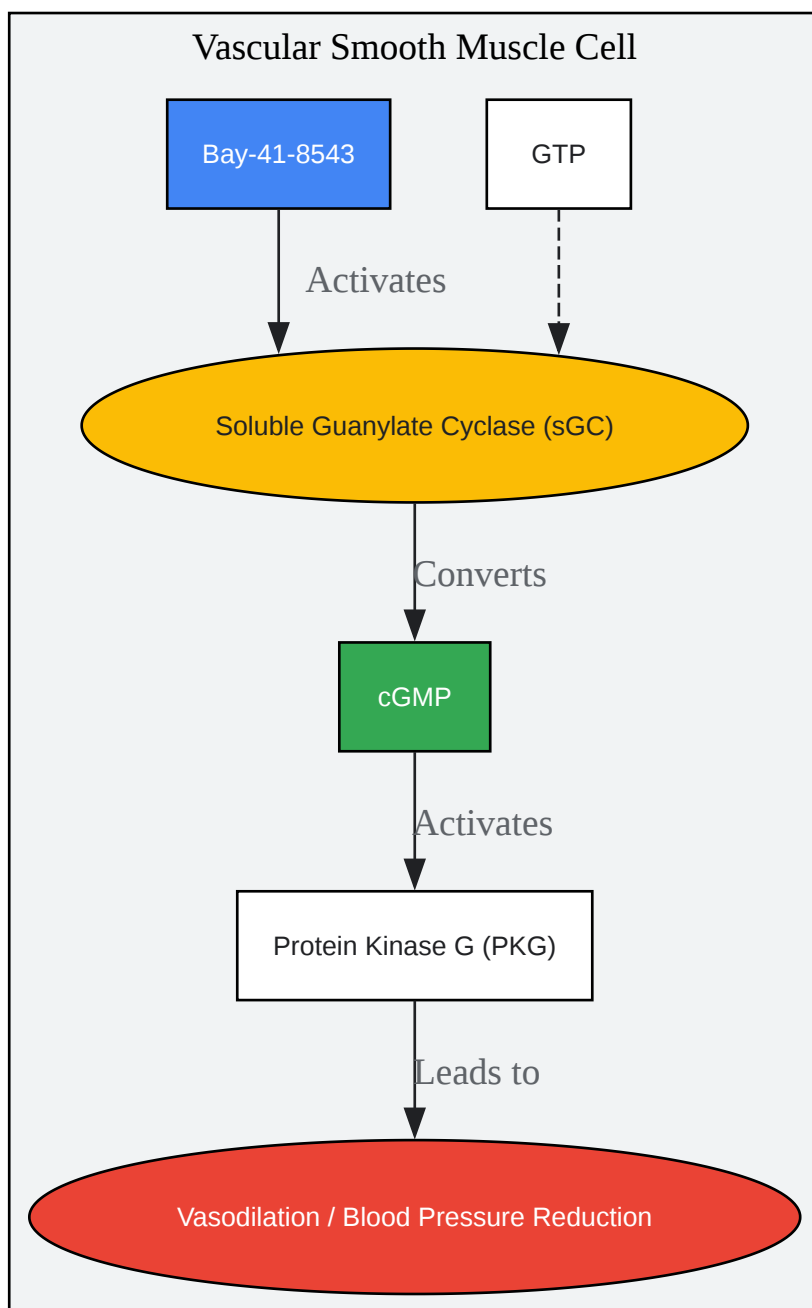 Vascular Smooth Muscle Cell
Bay-41-8543
GTP
Activates
Soluble Guanylate Cyclase (sGC)
Converts
cGMP
Activates
Protein Kinase G (PKG)
Leads to
Vasodilation / Blood Pressure Reduction